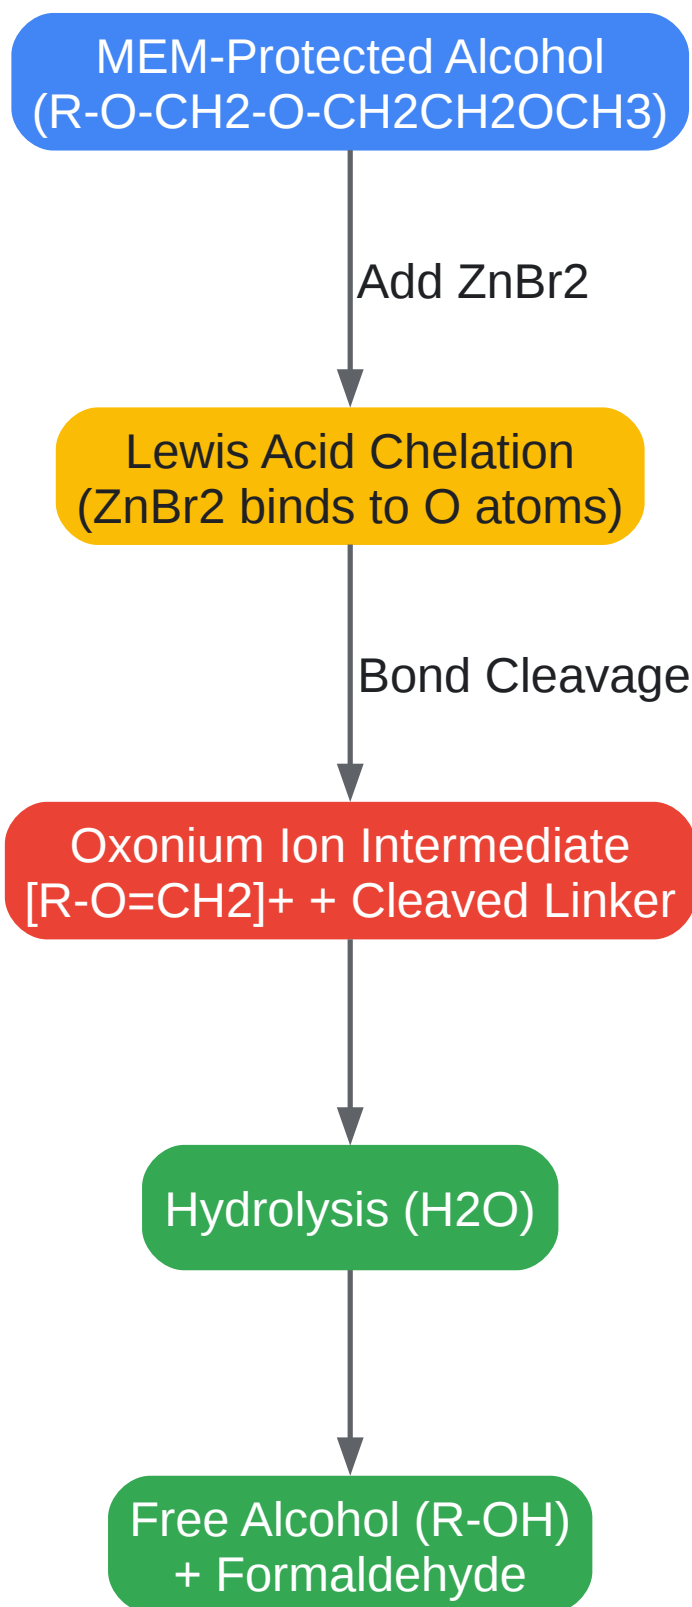 MEM-Protected Alcohol
(R-O-CH2-O-CH2CH2OCH3)
Add ZnBr2
Lewis Acid Chelation
(ZnBr2 binds to O atoms)
Bond Cleavage
Oxonium Ion Intermediate
[R-O=CH2]+ + Cleaved Linker
Hydrolysis (H2O)
Free Alcohol (R-OH)
+ Formaldehyde